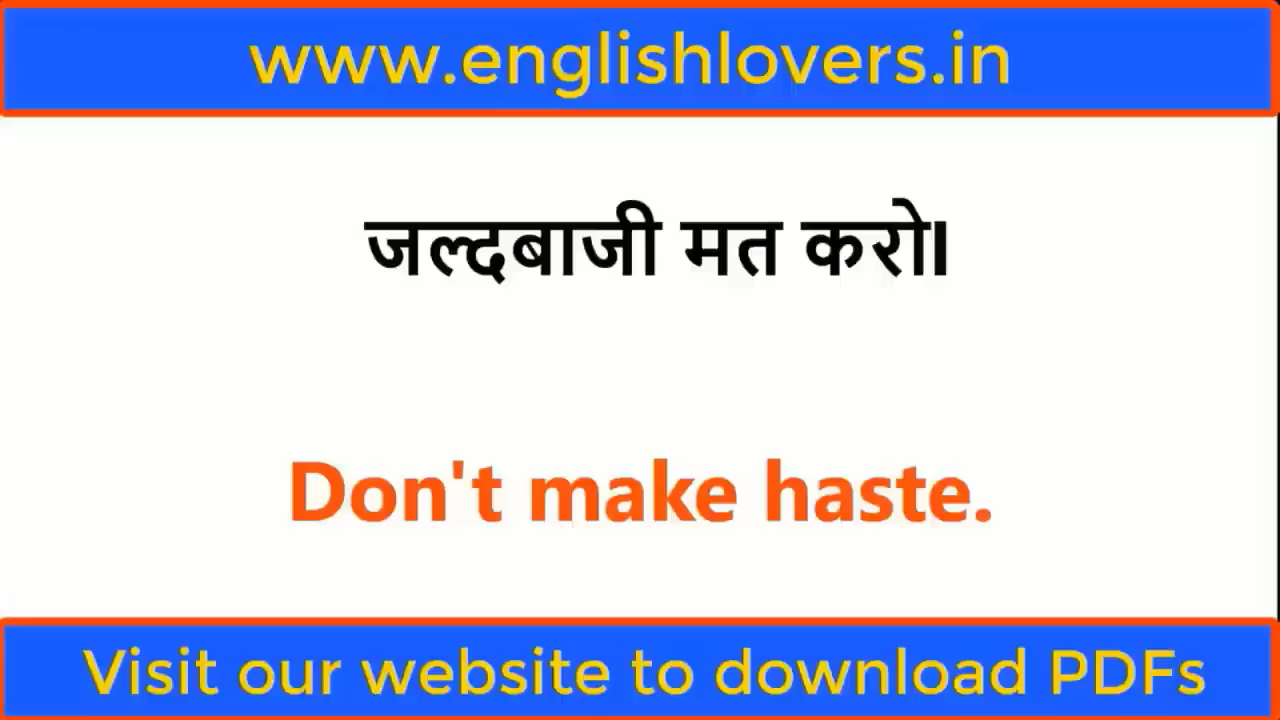 www.englishlovers.in
जल्दबाजी मत करो।
Don't make haste.
Visit our website to download PDFs